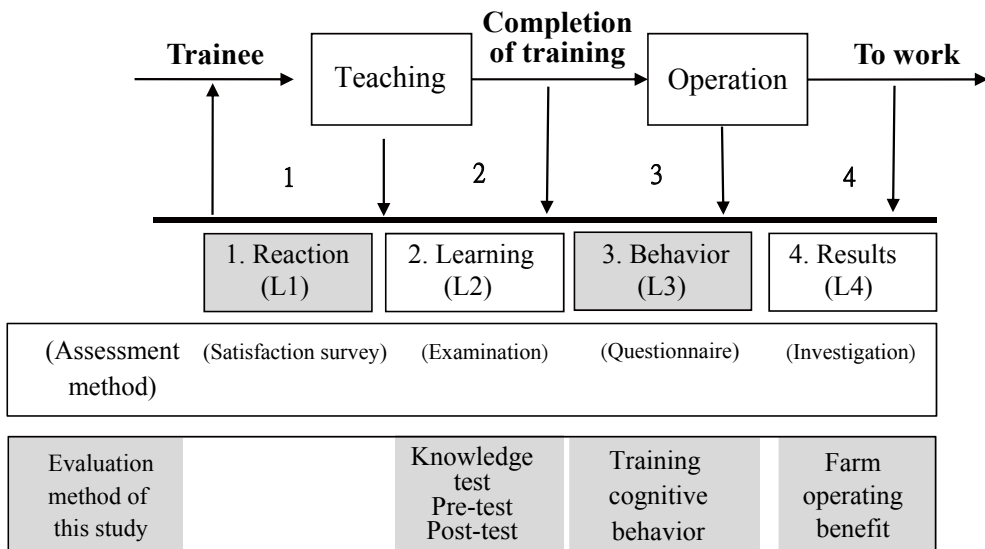 Trainee
Teaching
Completion
of training
Operation
To work
1
2
3
4
1. Reaction
(L1)
2. Learning
(L2)
3. Behavior
(L3)
4. Results
(L4)
(Assessment
method)
(Satisfaction survey)
(Examination)
(Questionnaire)
(Investigation)
Evaluation
method of
this study
Knowledge
test
Pre-test
Post-test
Training
cognitive
behavior
Farm
operating
benefit